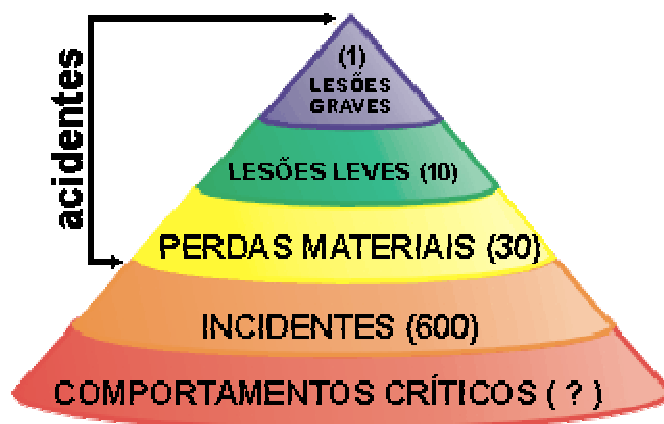 acidentes
(1)
LESÕES
GRAVES
LESÕES LEVES (10)
PERDAS MATERIAIS (30)
INCIDENTES (600)
COMPORTAMENTOS CRÍTICOS ( ? )